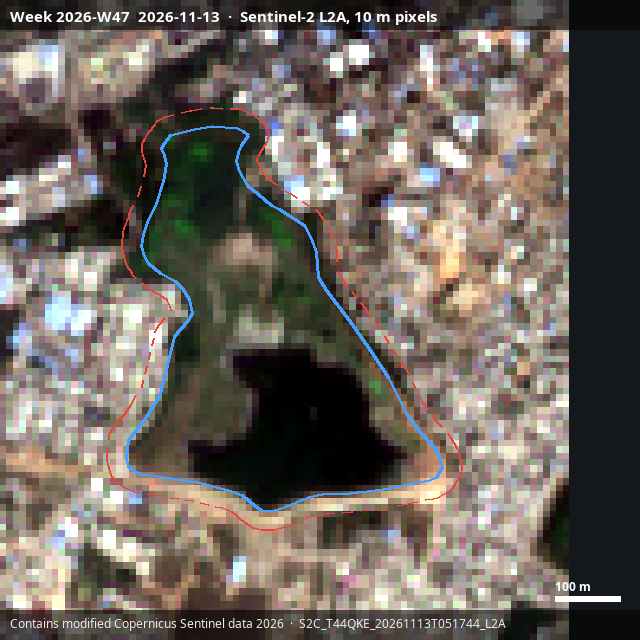 Week 2026-W47  2026-11-13  ·  Sentinel-2 L2A, 10 m pixels
100 m
Contains modified Copernicus Sentinel data 2026  ·  S2C_T44QKE_20261113T051744_L2A